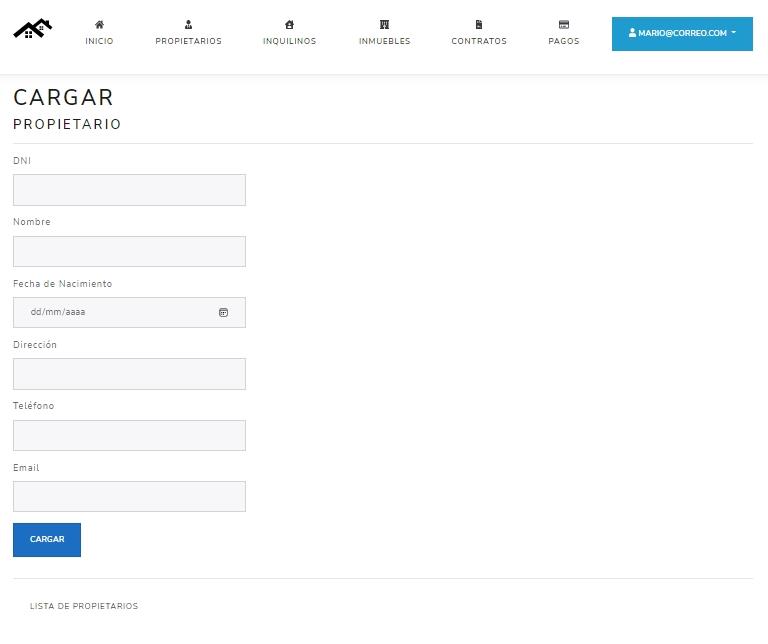 INICIO
PROPIETARIOS
INQUILINOS
INMUEBLES
CONTRATOS
PAGOS
MARIO@CORREO.COM
CARGAR
PROPIETARIO
DNI
Nombre
Fecha de Nacimiento
dd/mm/aaaa
Dirección
Teléfono
Email
CARGAR
LISTA DE PROPIETARIOS